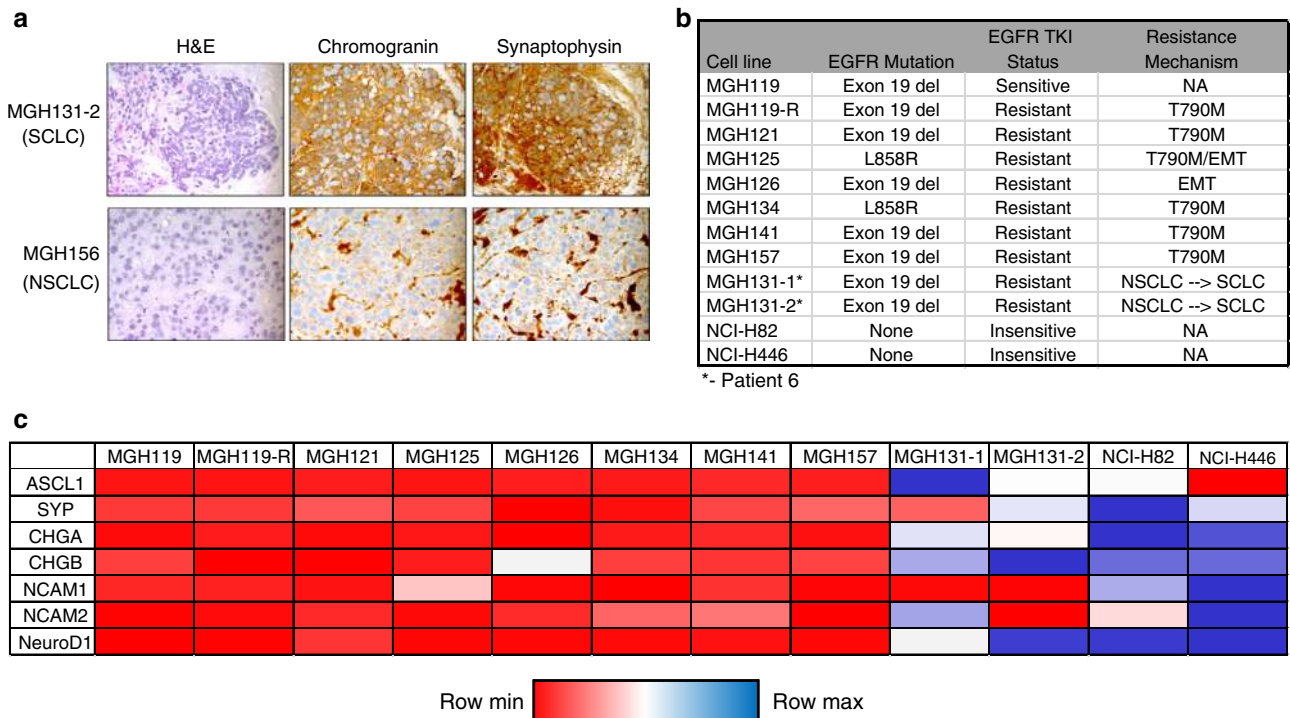 a
H&E Chromogranin Synaptophysin
MGH131-2
(SCLC)
MGH156
(NSCLC)
b
Cell line EGFR Mutation EGFR TKI Status Resistance Mechanism
MGH119 Exon 19 del Sensitive NA
MGH119-R Exon 19 del Resistant T790M
MGH121 Exon 19 del Resistant T790M
MGH125 L858R Resistant T790M/EMT
MGH126 Exon 19 del Resistant EMT
MGH134 L858R Resistant T790M
MGH141 Exon 19 del Resistant T790M
MGH157 Exon 19 del Resistant T790M
MGH131-1* Exon 19 del Resistant NSCLC --> SCLC
MGH131-2* Exon 19 del Resistant NSCLC --> SCLC
NCI-H82 None Insensitive NA
NCI-H446 None Insensitive NA
*- Patient 6
c
MGH119 MGH119-R MGH121 MGH125 MGH126 MGH134 MGH141 MGH157 MGH131-1 MGH131-2 NCI-H82 NCI-H446
ASCL1
SYP
CHGA
CHGB
NCAM1
NCAM2
NeuroD1
Row min Row max